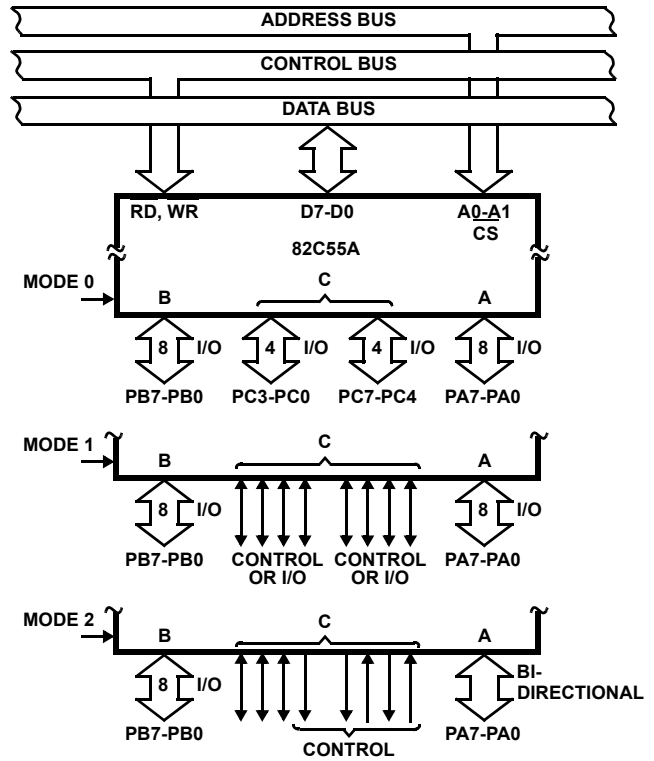 ADDRESS BUS
CONTROL BUS
DATA BUS
RD, WR D7-D0 A0-A1
CS
82C55A
MODE 0
B C A
8 I/O 4 I/O 4 I/O 8 I/O
PB7-PB0 PC3-PC0 PC7-PC4 PA7-PA0
MODE 1
B C A
8 I/O 8 I/O
PB7-PB0 CONTROL CONTROL PA7-PA0
OR I/O OR I/O
MODE 2
B C A
8 I/O BI-
DIRECTIONAL
PB7-PB0 PA7-PA0
CONTROL